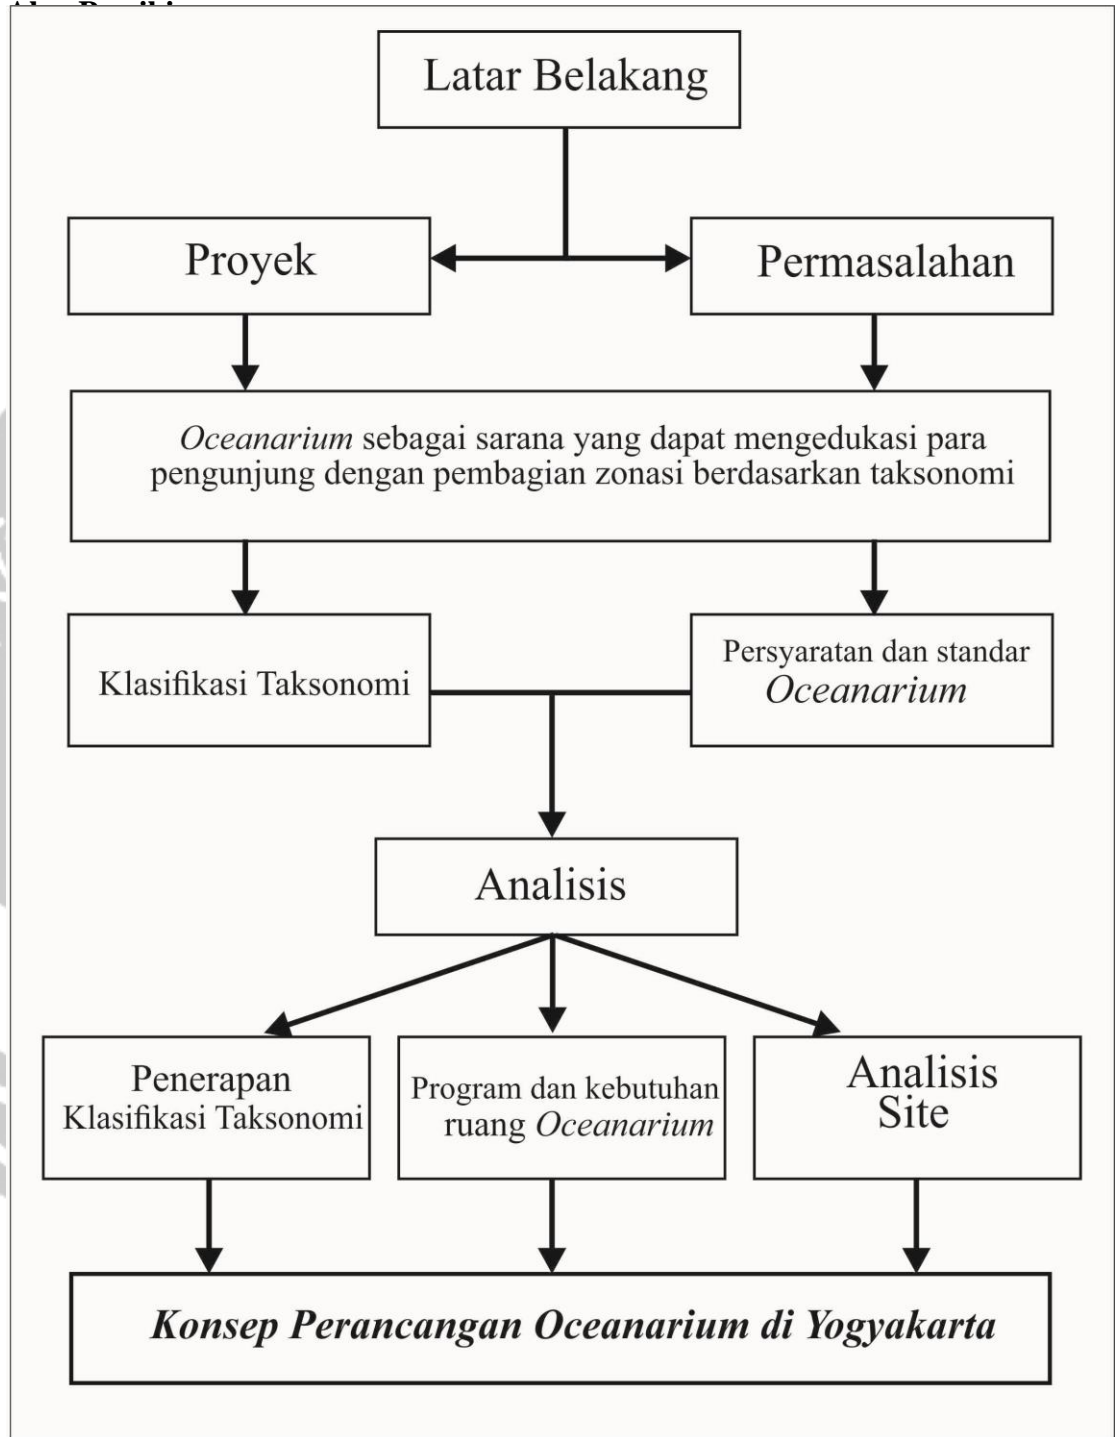 Latar Belakang
Proyek
Permasalahan
Oceanarium sebagai sarana yang dapat mengedukasi para
pengunjung dengan pembagian zonasi berdasarkan taksonomi
Klasifikasi Taksonomi
Persyaratan dan standar
Oceanarium
Analisis
Penerapan
Klasifikasi Taksonomi
Program dan kebutuhan
ruang Oceanarium
Analisis
Site
Konsep Perancangan Oceanarium di Yogyakarta